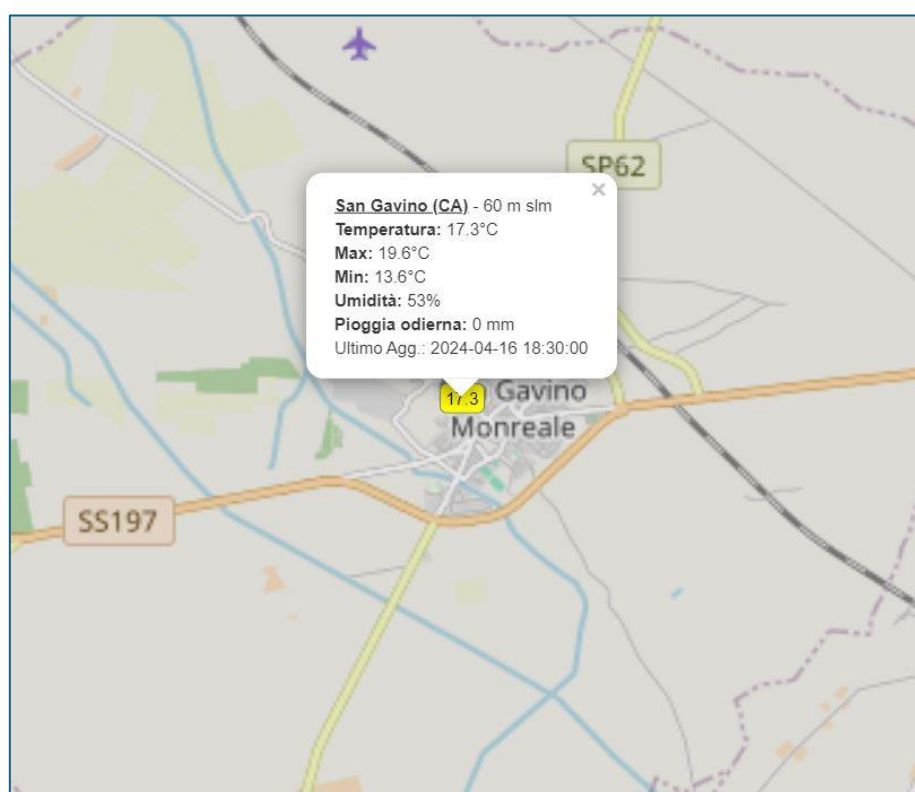 SP62
×
San Gavino (CA) - 60 m slm
Temperatura: 17.3°C
Max: 19.6°C
Min: 13.6°C
Umidità: 53%
Pioggia odierna: 0 mm
Ultimo Agg.: 2024-04-16 18:30:00
17.3
Gavino
Monreale
SS197